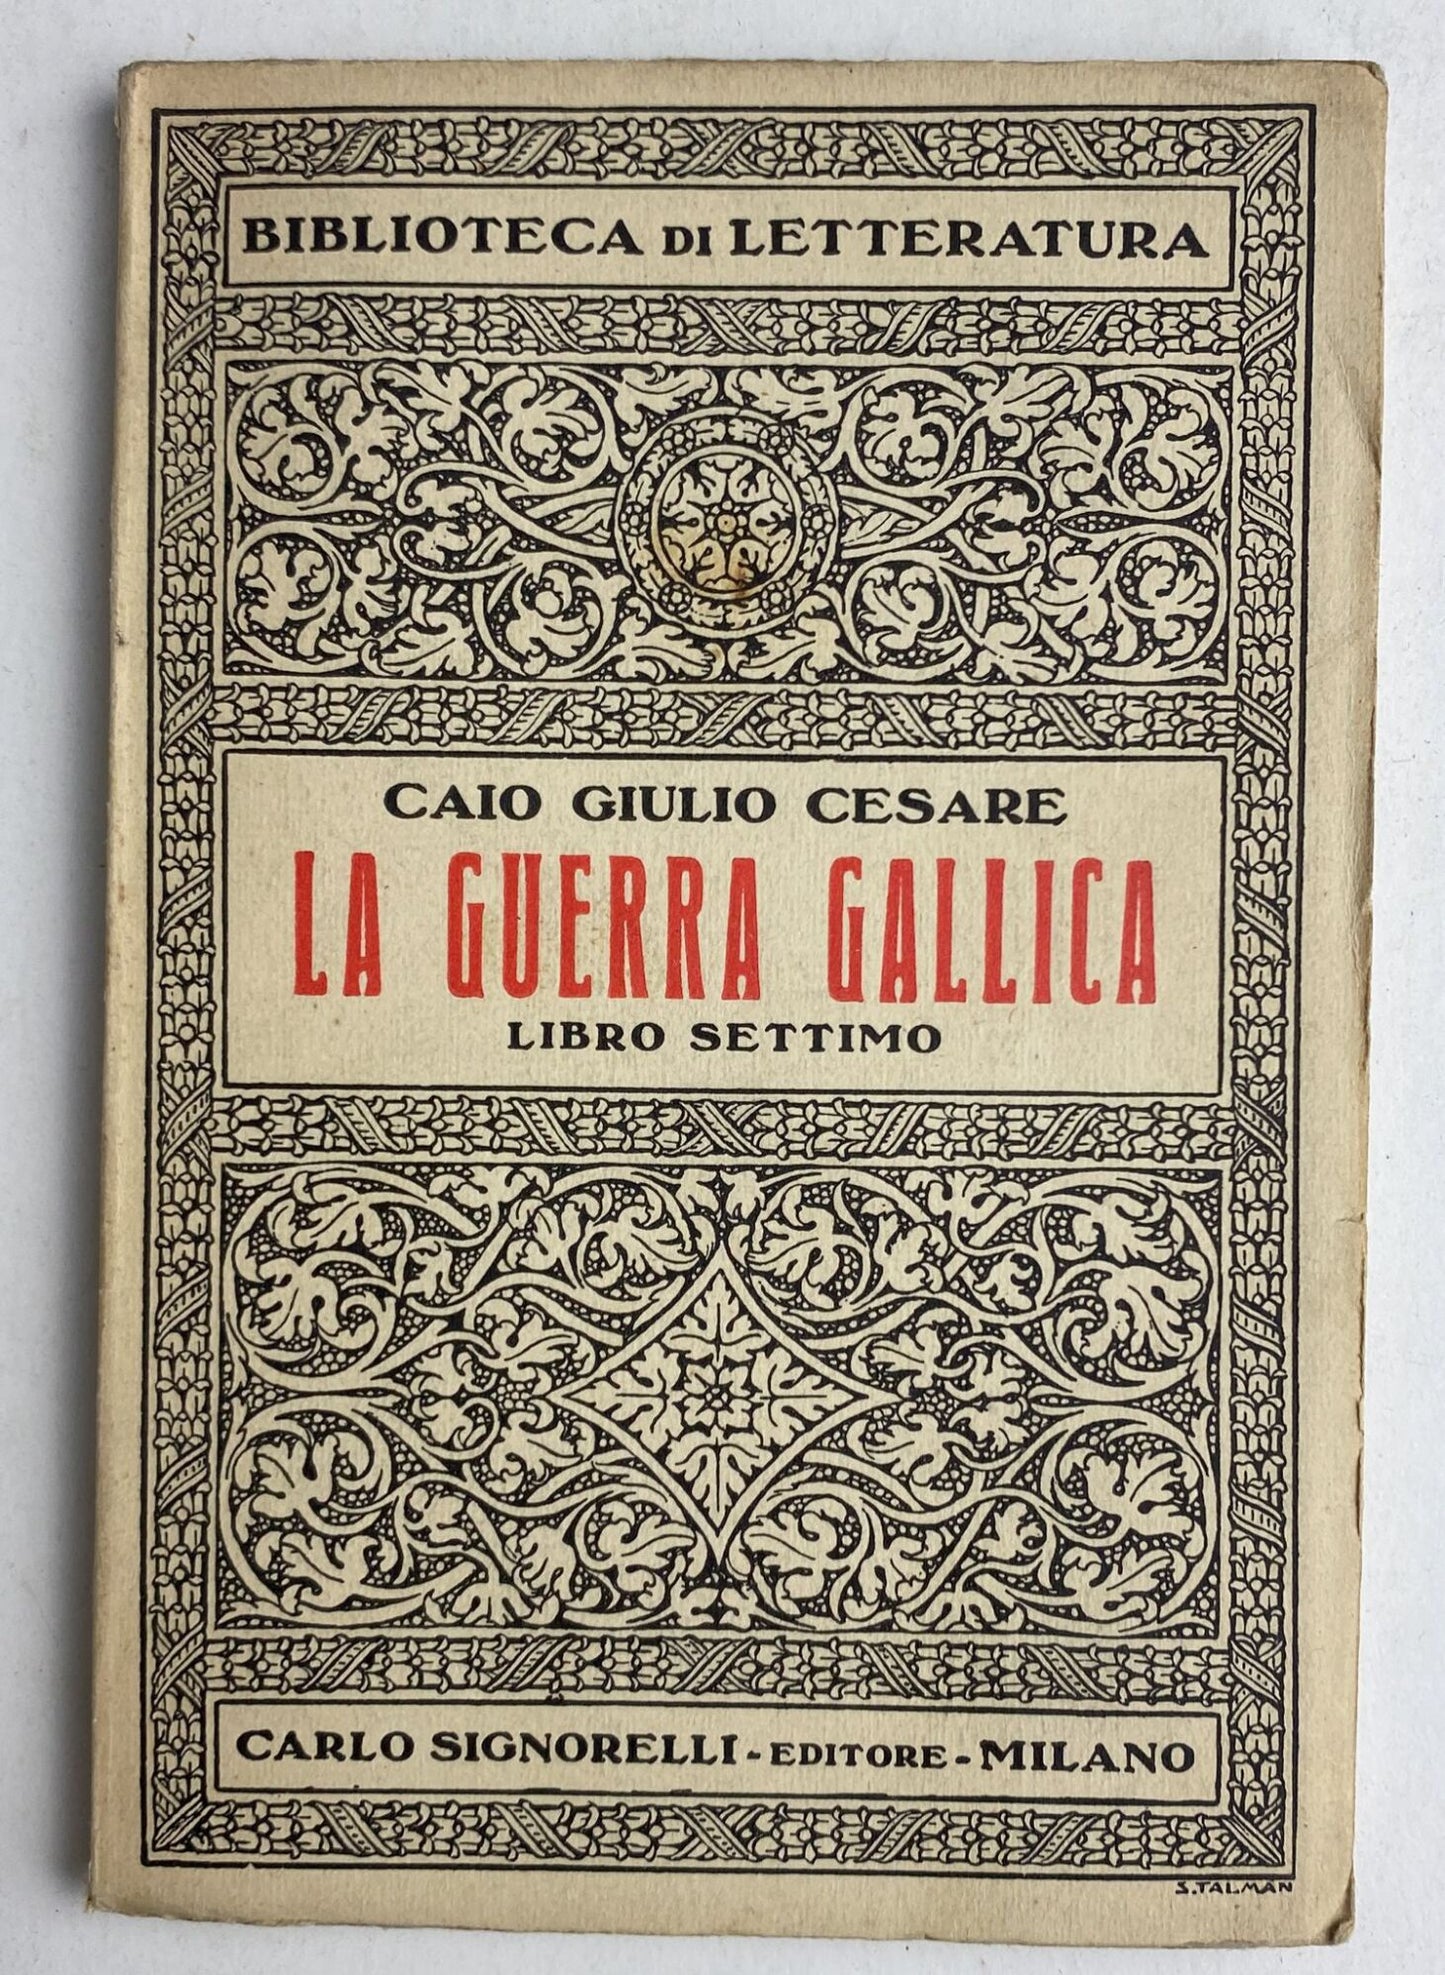 BIBLIOTECA DI LETTERATURA
CAIO GIULIO CESARE
LA GUERRA GALLICA
LIBRO SETTIMO
CARLO SIGNORELLI - EDITORE - MILANO
S. TALMAN